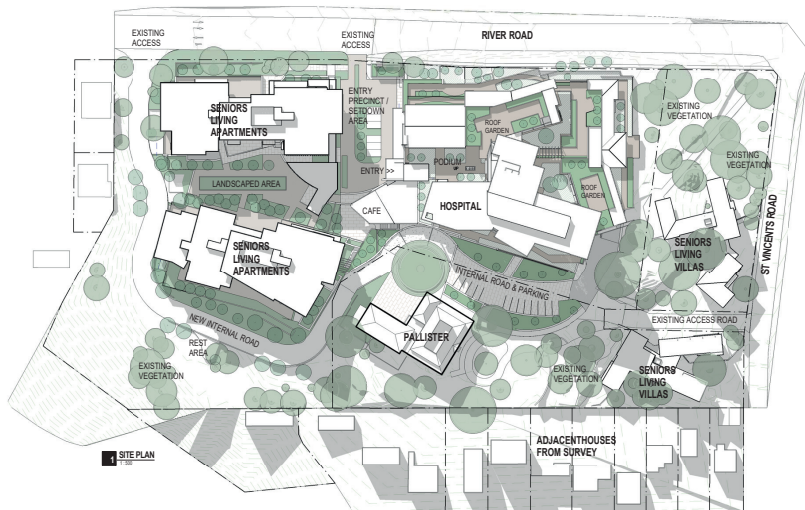 RIVER ROAD
EXISTING
ACCESS
EXISTING
ACCESS
SENIORS
LIVING
APARTMENTS
ENTRY
PRECINCT /
SETDOWN
AREA
ROOF
GARDEN
EXISTING
VEGETATION
EXISTING
VEGETATION
PODIUM
ENTRY >>
LANDSCAPED AREA
CAFE
HOSPITAL
ROOF
GARDEN
ST VINCENTS ROAD
SENIORS
LIVING
APARTMENTS
SENIORS
LIVING
VILLAS
INTERNAL ROAD & PARKING
NEW INTERNAL ROAD
EXISTING ACCESS ROAD
PALLISTER
REST
AREA
EXISTING
VEGETATION
EXISTING
VEGETATION
SENIORS
LIVING
VILLAS
ADJACENTHOUSES
FROM SURVEY
1 SITE PLAN
1 : 500